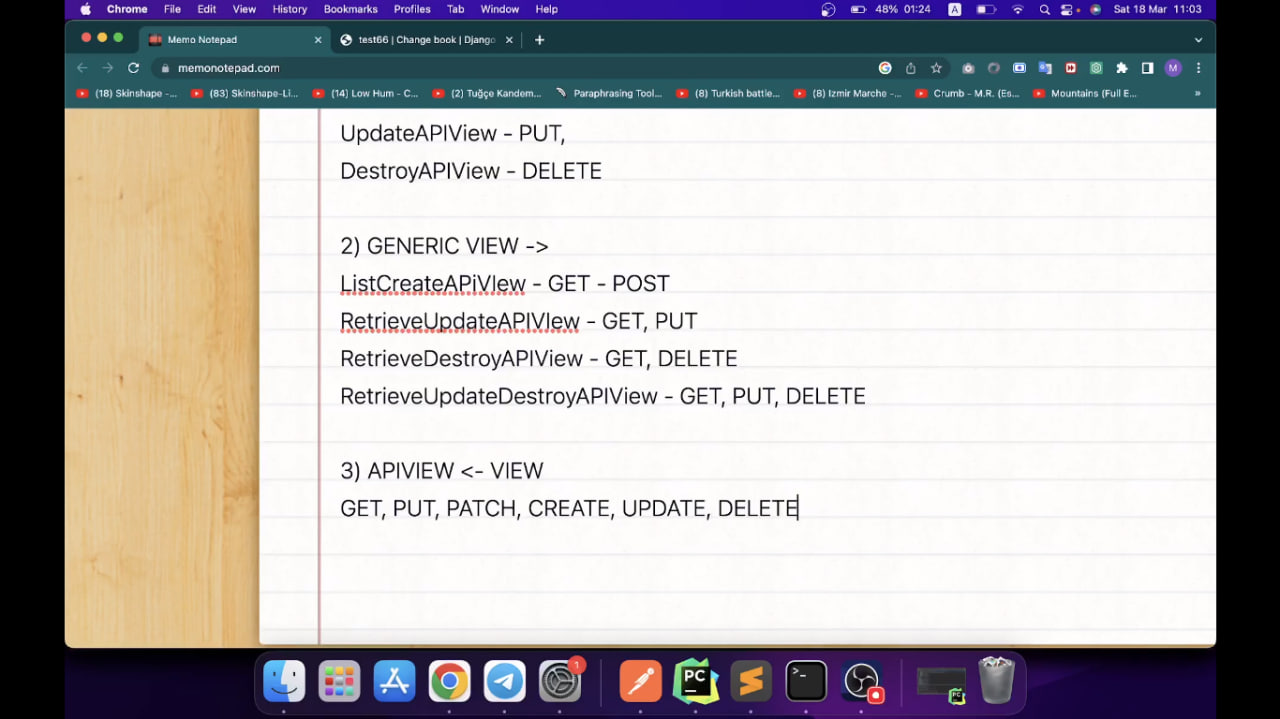 Chrome File Edit View History Bookmarks Profiles Tab Window Help 48% 01:24 A Sat 18 Mar 11:03
Memo Notepad
test66 | Change book | Django
memonotepad.com
M
(18) Skinshape -...
(83) Skinshape-Li...
(14) Low Hum - C...
(2) Tuğçe Kandem...
Paraphrasing Tool...
(8) Turkish battle...
(8) Izmir Marche -...
Crumb - M.R. (Es...
Mountains (Full E...
UpdateAPIView - PUT,
DestroyAPIView - DELETE
2) GENERIC VIEW ->
ListCreateAPiVIew - GET - POST
RetrieveUpdateAPIVIew - GET, PUT
RetrieveDestroyAPIView - GET, DELETE
RetrieveUpdateDestroyAPIView - GET, PUT, DELETE
3) APIVIEW <- VIEW
GET, PUT, PATCH, CREATE, UPDATE, DELETE
1
PC
>_